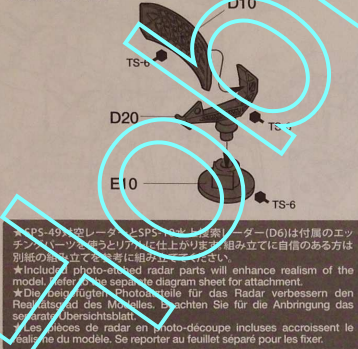 D10
TS-6
D20
TS-6
E10
TS-6
★SPS-49対空レーダーとSPS-10水上捜索レーダー(D6)は付属のエッ
チングパーツを使うとリアルに仕上がります。組み立てに自信のある方は
別紙の組み立てを参考にしてください。
★Included photo-etched radar parts will enhance realism of the
model. Refer to the separate diagram sheet for attachment.
★Die beigefügten Photoätzteile für das Radar verbessern den
Realitätsgrad des Modelles. Beachten Sie für die Anbringung das
separate Übersichtsblatt.
★Les pièces de radar en photo-découpe incluses accroissent le
réalisme du modèle. Se reporter au feuillet séparé pour les fixer.